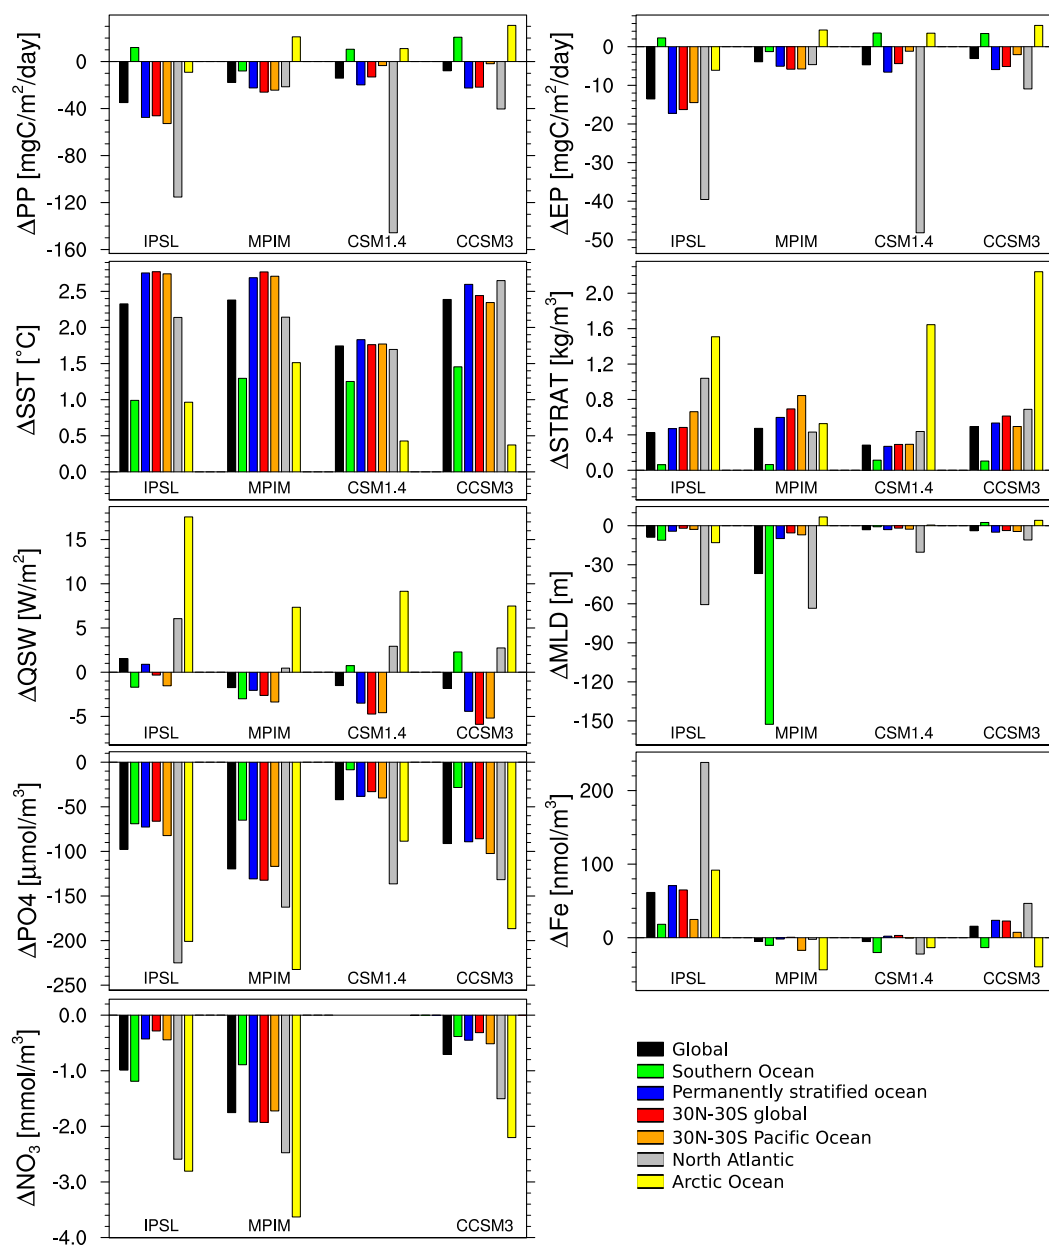 ΔPP [mgC/m²/day]
0
-40
-80
-120
-160
IPSL MPIM CSM1.4 CCSM3
ΔEP [mgC/m²/day]
0
-10
-20
-30
-40
-50
IPSL MPIM CSM1.4 CCSM3
ΔSST [°C]
2.5
2.0
1.5
1.0
0.5
0.0
IPSL MPIM CSM1.4 CCSM3
ΔSTRAT [kg/m³]
2.0
1.6
1.2
0.8
0.4
0.0
IPSL MPIM CSM1.4 CCSM3
ΔQSW [W/m²]
15
10
5
0
-5
IPSL MPIM CSM1.4 CCSM3
ΔMLD [m]
0
-30
-60
-90
-120
-150
IPSL MPIM CSM1.4 CCSM3
ΔPO4 [µmol/m³]
0
-50
-100
-150
-200
-250
IPSL MPIM CSM1.4 CCSM3
ΔFe [nmol/m³]
200
100
0
IPSL MPIM CSM1.4 CCSM3
ΔNO₃ [mmol/m³]
0.0
-1.0
-2.0
-3.0
-4.0
IPSL MPIM CCSM3
Global
Southern Ocean
Permanently stratified ocean
30N-30S global
30N-30S Pacific Ocean
North Atlantic
Arctic Ocean